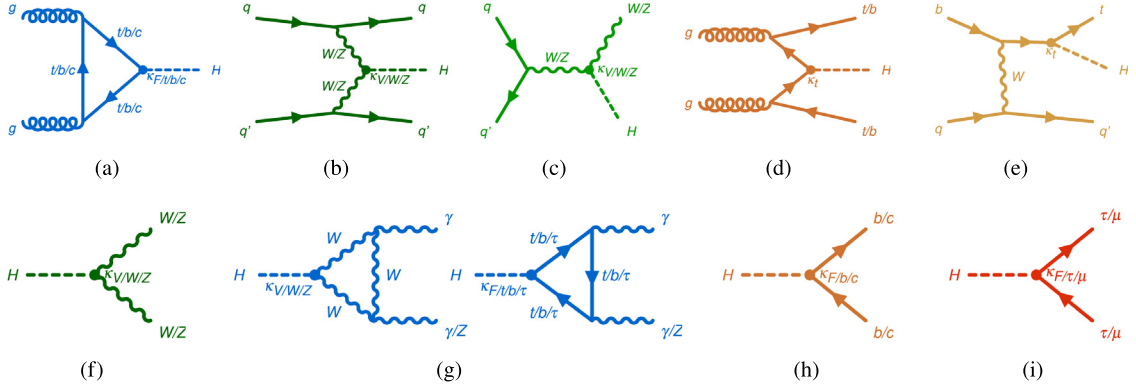 g
t/b/c
t/b/c
κF/t/b/c
H
t/b/c
g
(a)
q
q
W/Z
κV/W/Z
H
W/Z
q'
q'
(b)
q
W/Z
W/Z
κV/W/Z
q'
H
(c)
g
t/b
κt
H
g
t/b
(d)
b
t
κt
H
W
q
q'
(e)
W/Z
H
κV/W/Z
W/Z
(f)
W
γ
H
κV/W/Z
W
W
γ/Z
t/b/τ
γ
H
κF/t/b/τ
t/b/τ
t/b/τ
γ/Z
(g)
b/c
H
κF/b/c
b/c
(h)
τ/μ
H
κF/τ/μ
τ/μ
(i)